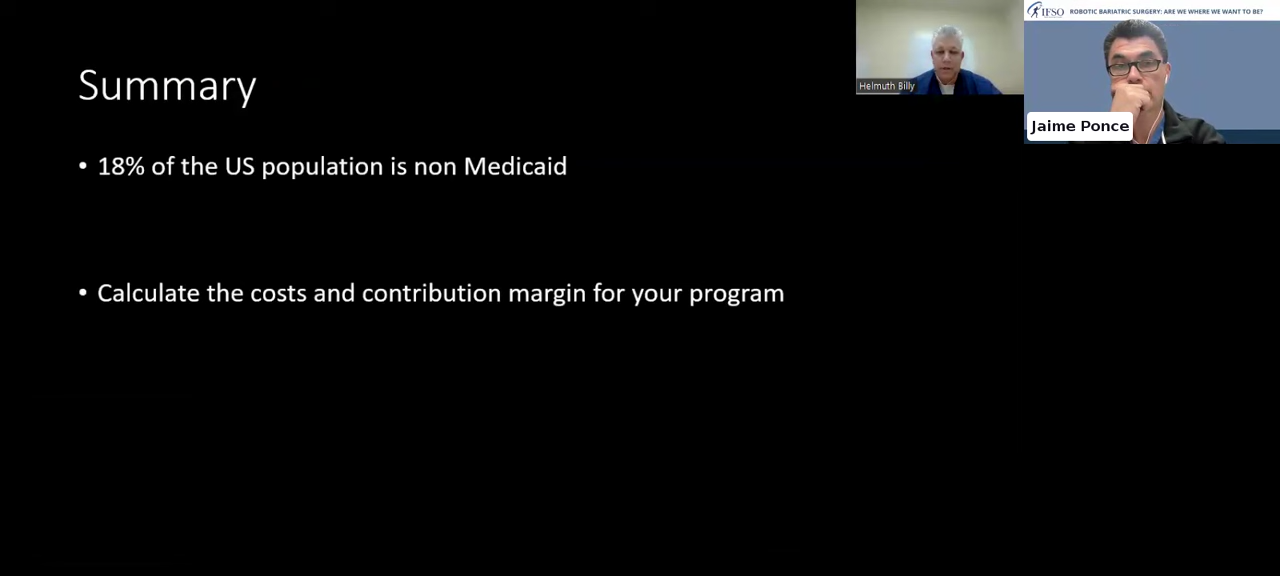 IFSO ROBOTIC BARIATRIC SURGERY: ARE WE WHERE WE WANT TO BE?
Summary
Helmuth Billy
Jaime Ponce
• 18% of the US population is non Medicaid
• Calculate the costs and contribution margin for your program